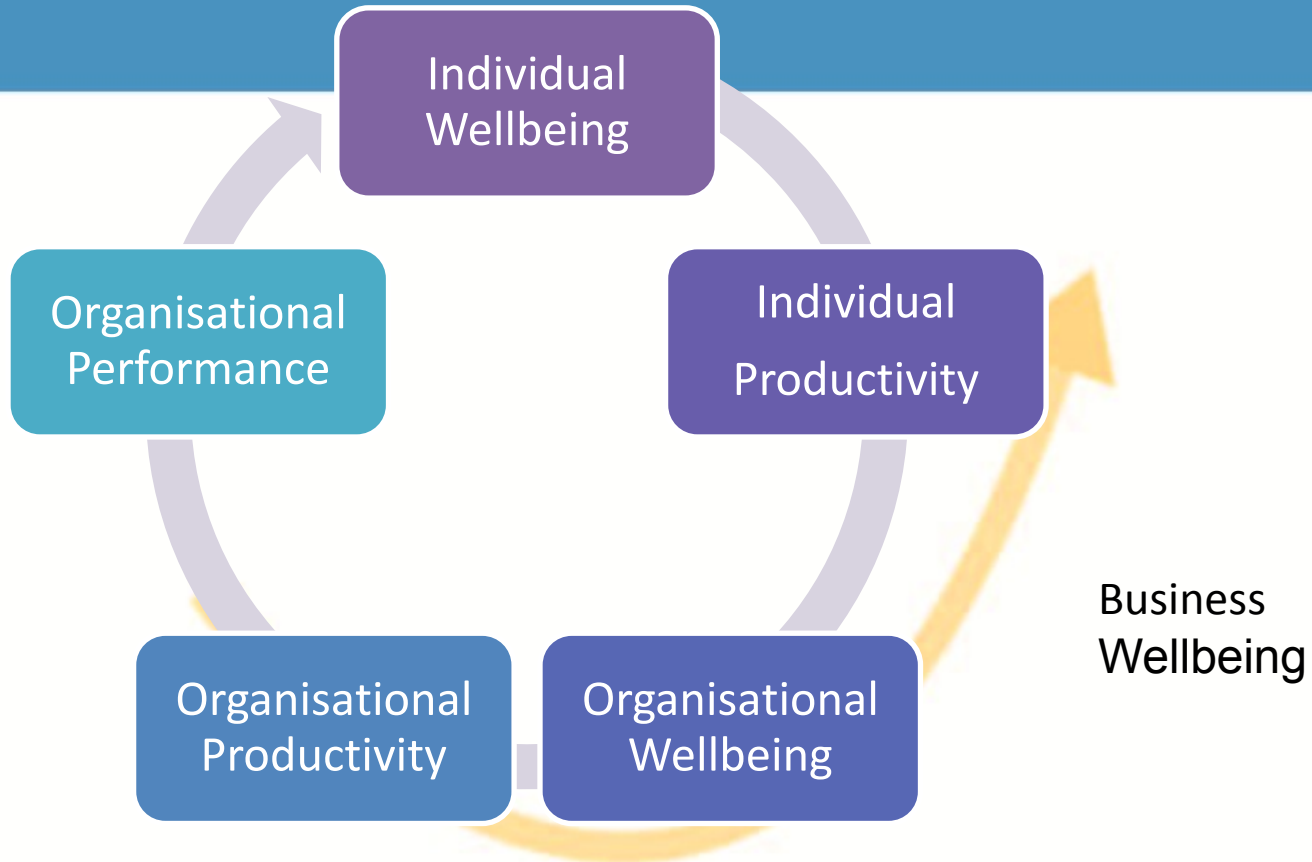 Individual
Wellbeing
Individual
Productivity
Organisational
Wellbeing
Organisational
Productivity
Organisational
Performance
Business
Wellbeing